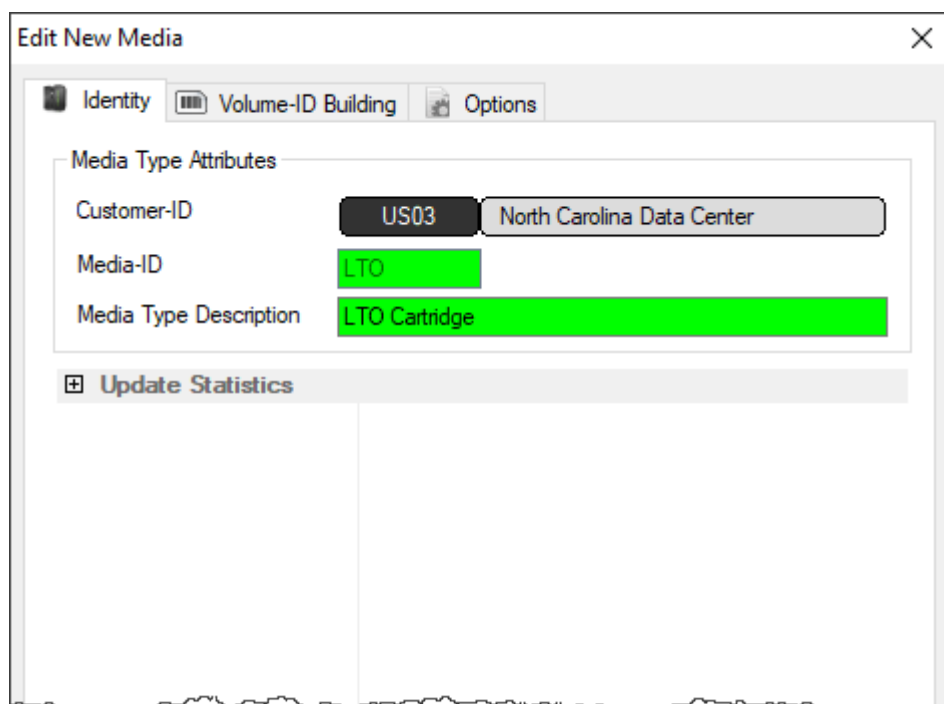 Edit New Media
Identity Volume-ID Building Options
Media Type Attributes
Customer-ID US03 North Carolina Data Center
Media-ID LTO
Media Type Description LTO Cartridge
Update Statistics